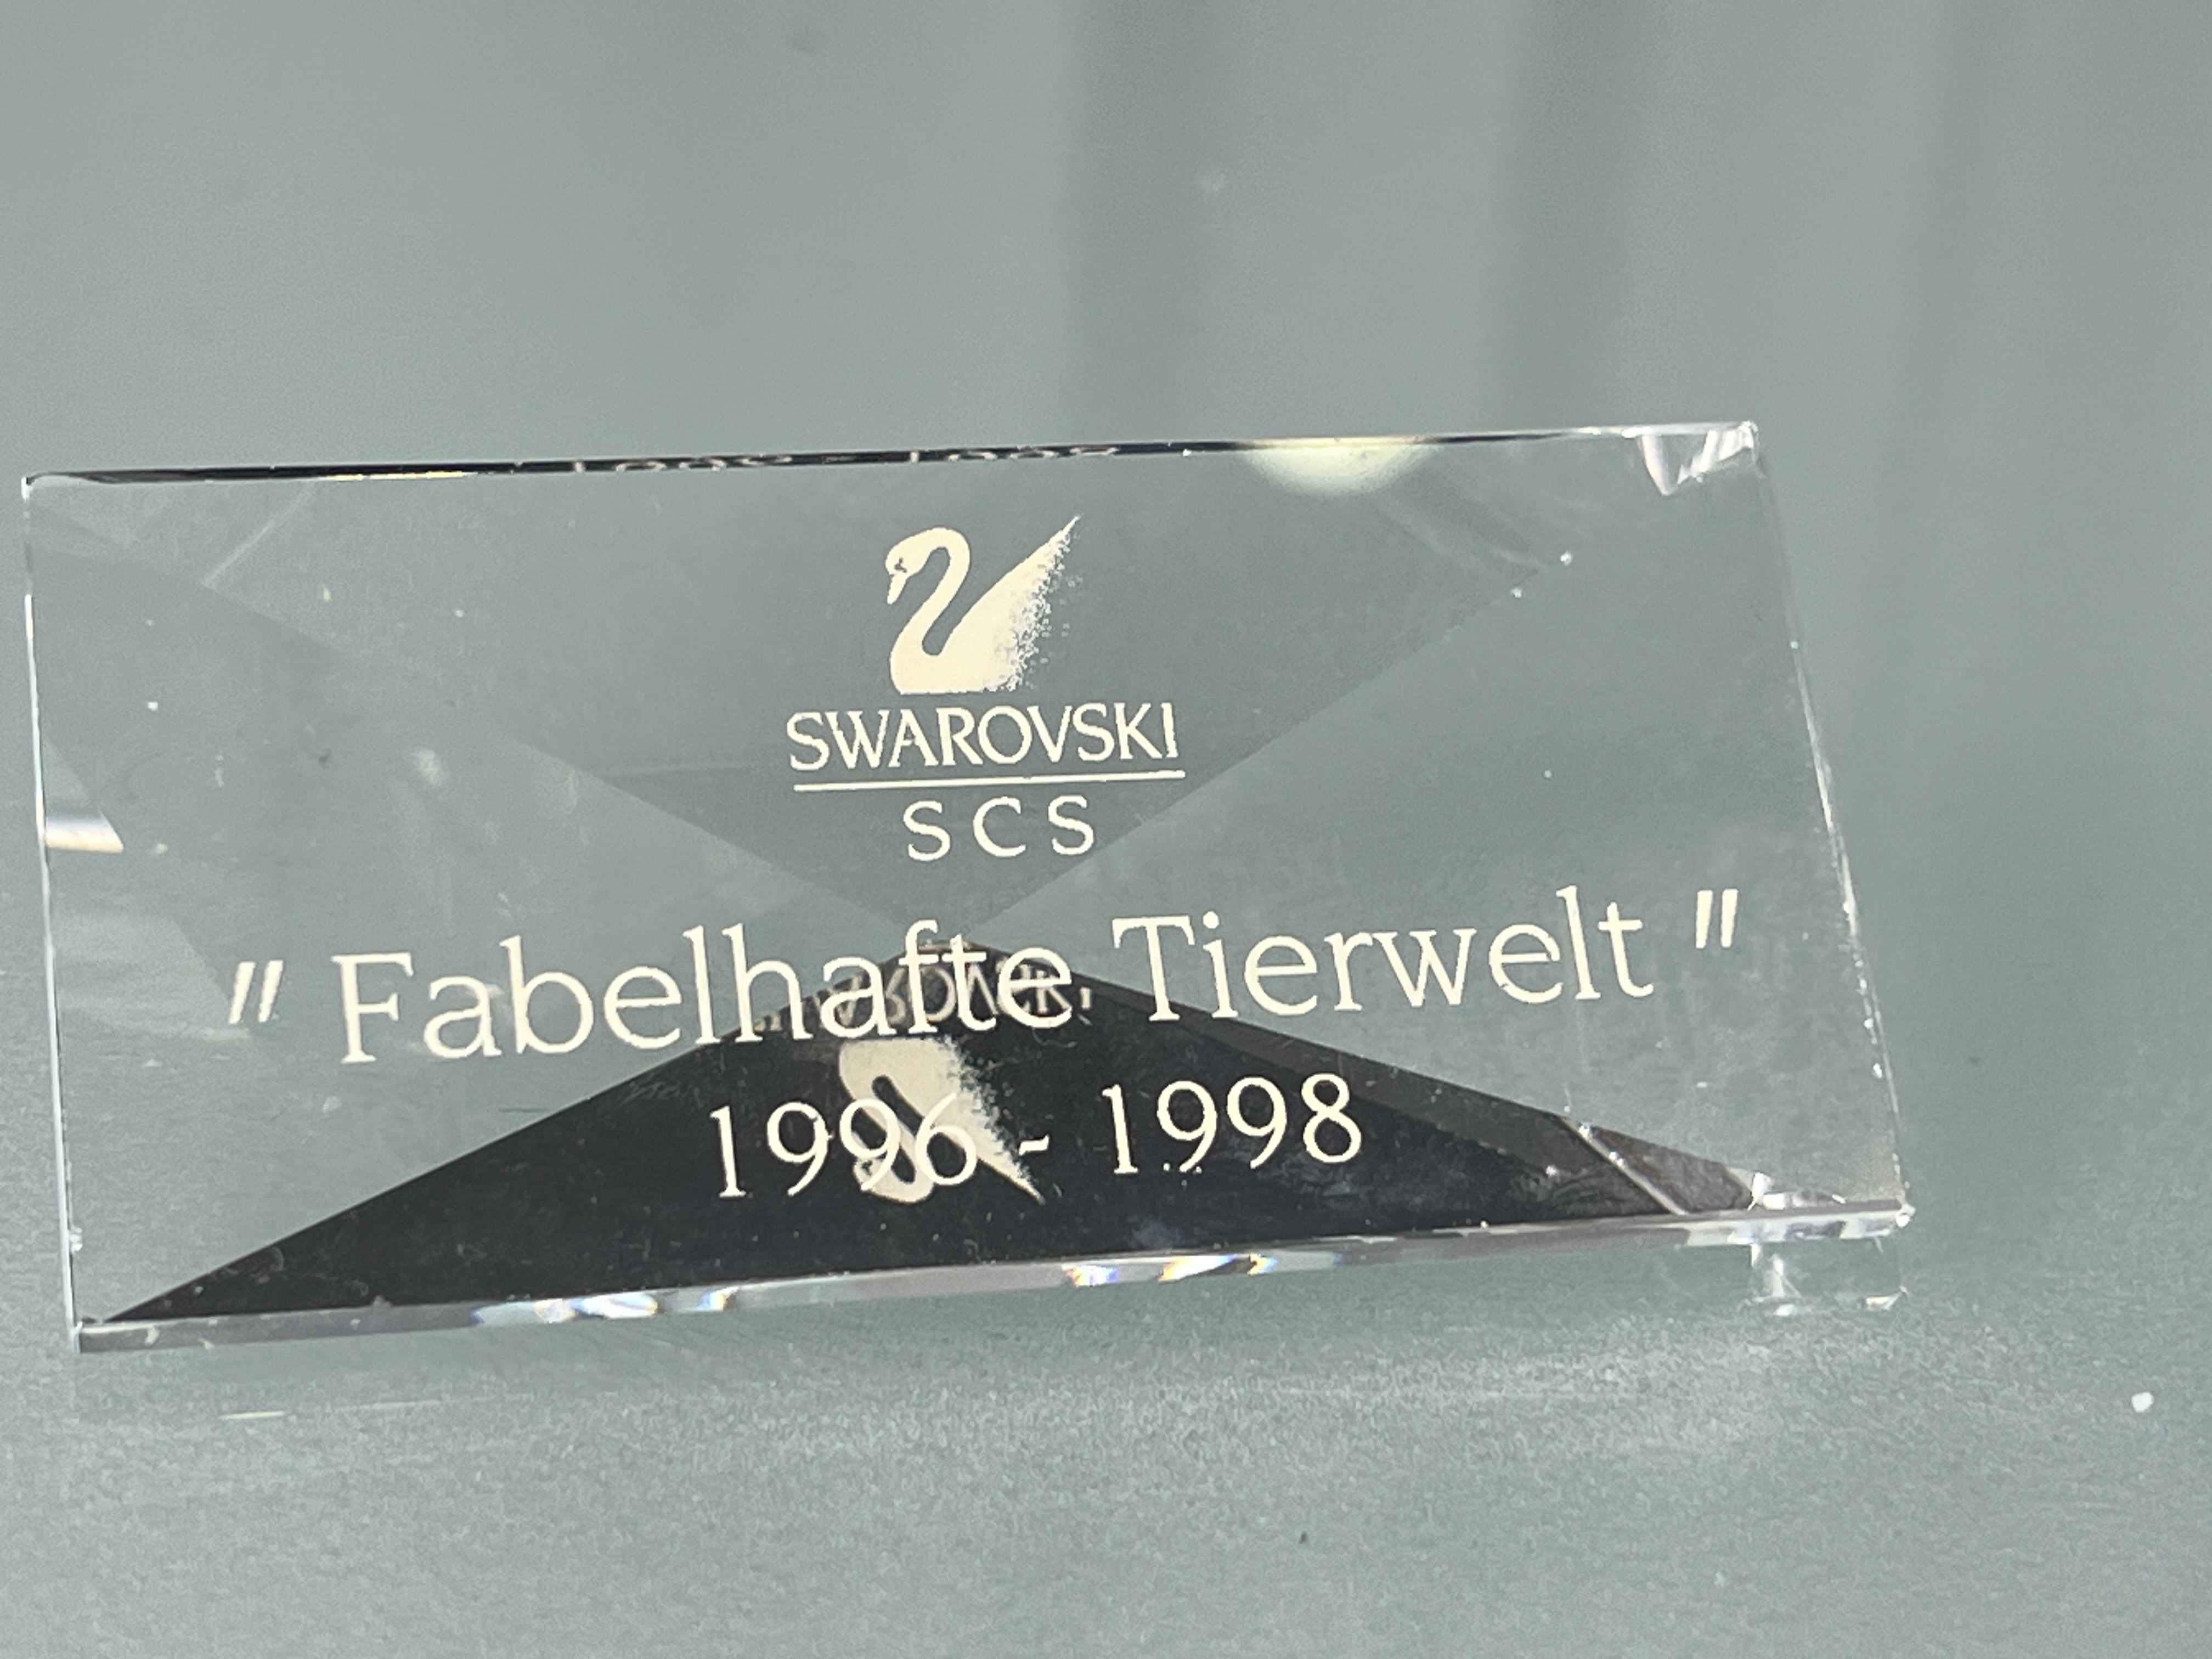 SWAROVSKI
SCS
" Fabelhafte Tierwelt "
1996 - 1998